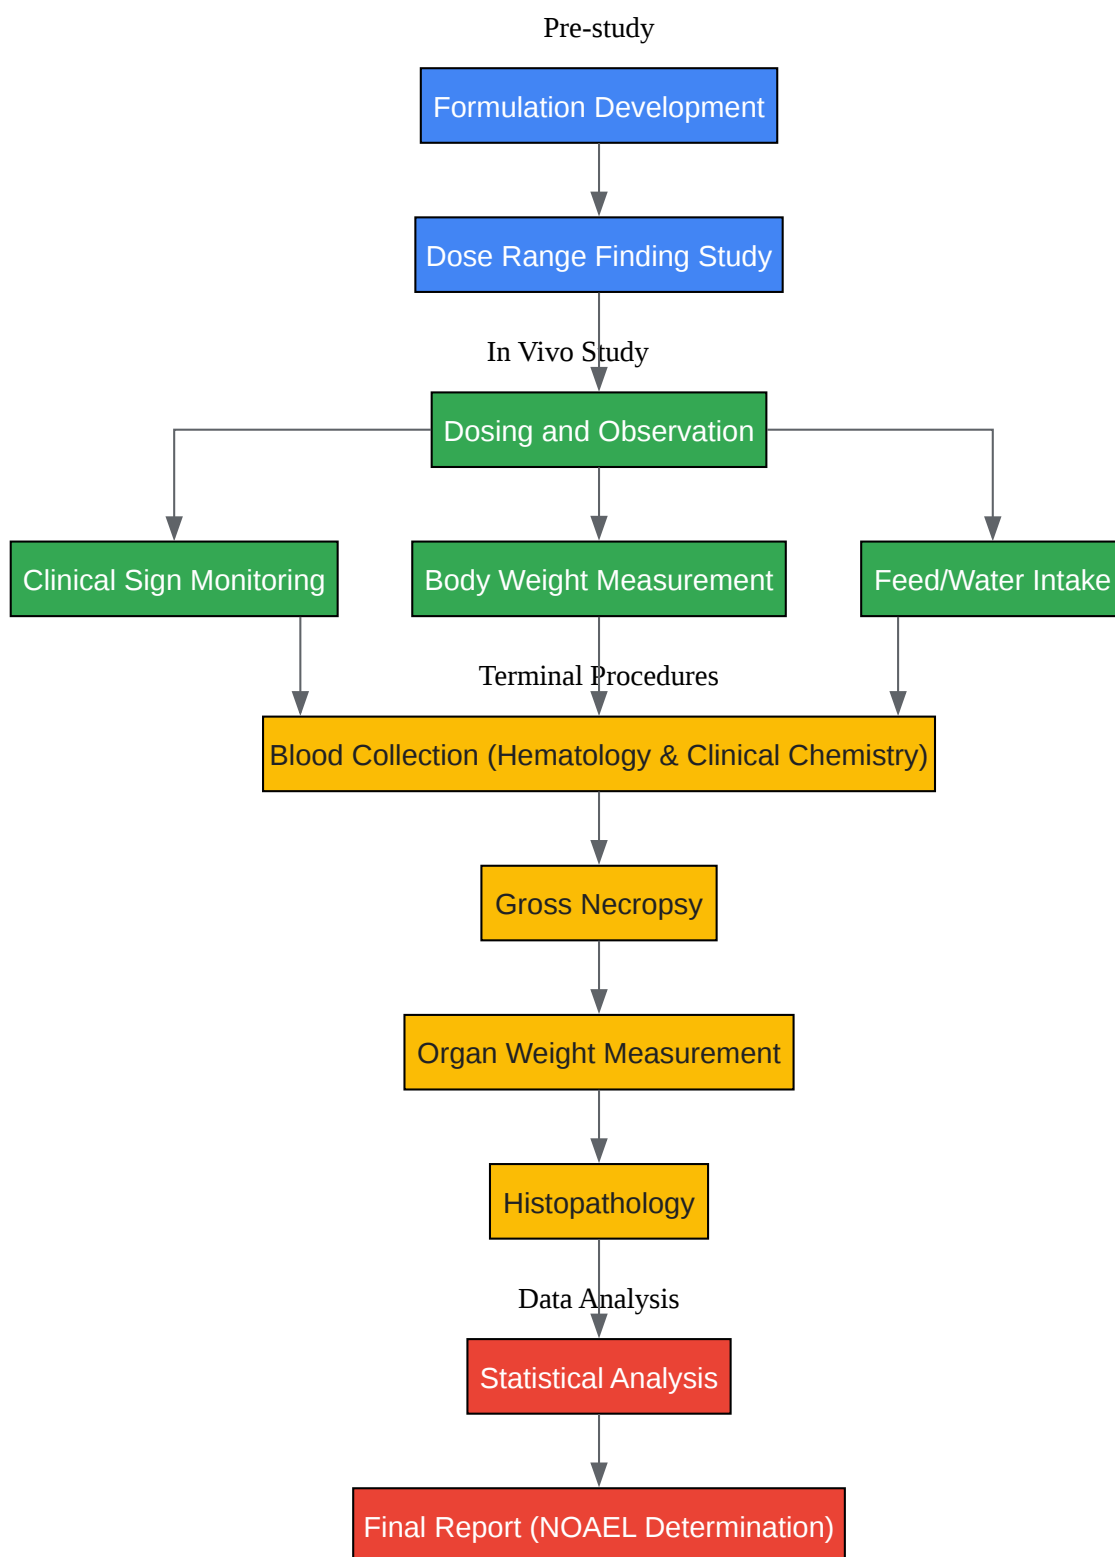 Pre-study
Formulation Development
Dose Range Finding Study
In Vivo Study
Dosing and Observation
Clinical Sign Monitoring
Body Weight Measurement
Feed/Water Intake
Terminal Procedures
Blood Collection (Hematology & Clinical Chemistry)
Gross Necropsy
Organ Weight Measurement
Histopathology
Data Analysis
Statistical Analysis
Final Report (NOAEL Determination)